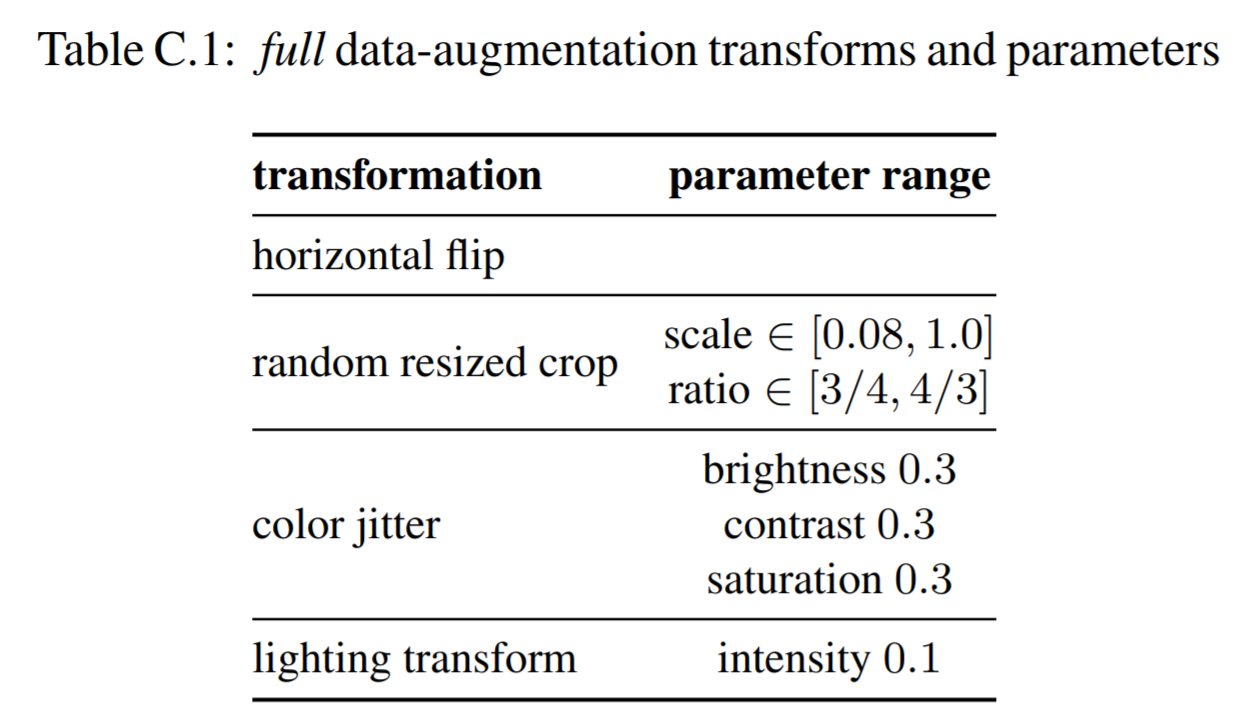 Table C.1: full data-augmentation transforms and parameters
transformation parameter range
horizontal flip
random resized crop
scale ∈ [0.08, 1.0]
ratio ∈ [3/4, 4/3]
color jitter
brightness 0.3
contrast 0.3
saturation 0.3
lighting transform intensity 0.1